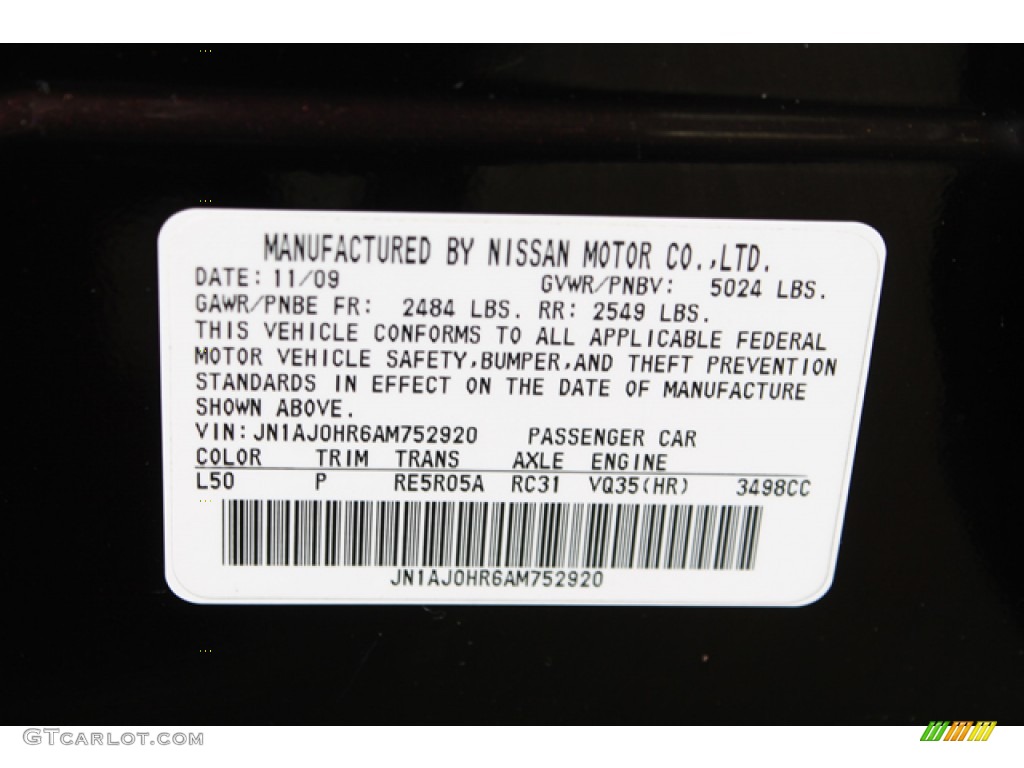 MANUFACTURED BY NISSAN MOTOR CO.,LTD.
DATE: 11/09 GVWR/PNBV: 5024 LBS.
GAWR/PNBE FR: 2484 LBS. RR: 2549 LBS.
THIS VEHICLE CONFORMS TO ALL APPLICABLE FEDERAL
MOTOR VEHICLE SAFETY,BUMPER,AND THEFT PREVENTION
STANDARDS IN EFFECT ON THE DATE OF MANUFACTURE
SHOWN ABOVE.
VIN: JN1AJ0HR6AM752920 PASSENGER CAR
COLOR TRIM TRANS AXLE ENGINE
L50 P RE5R05A RC31 VQ35(HR) 3498CC
JN1AJ0HR6AM752920
GTCARLOT.COM